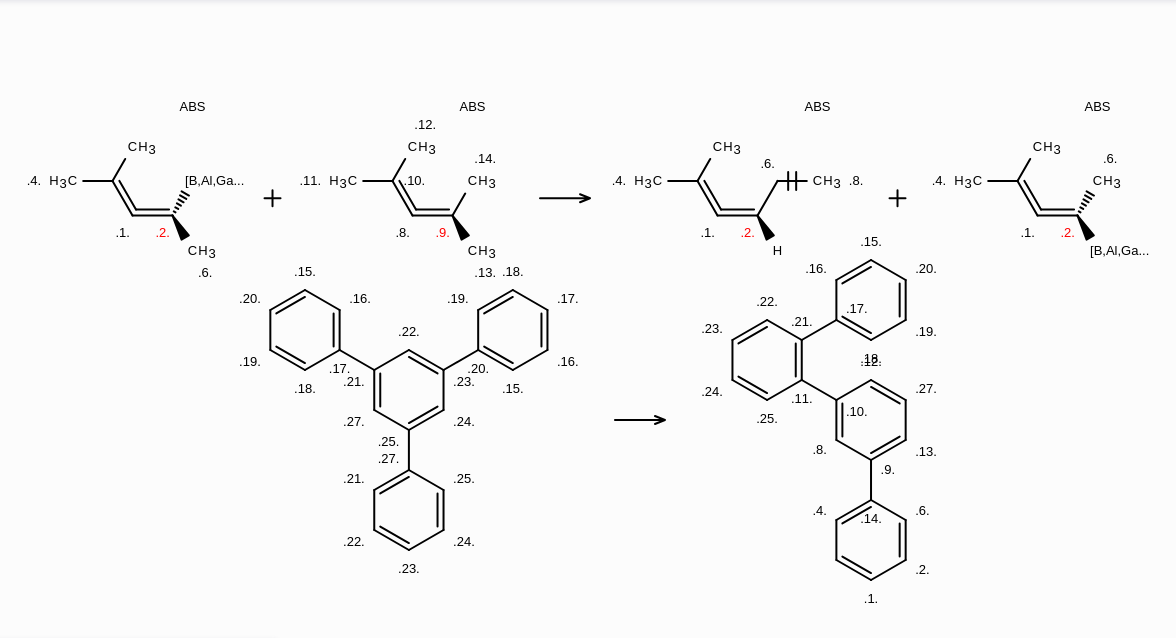 ABS ABS ABS ABS
.12.
CH3 CH3 CH3 CH3
.14. .6. .6.
.4. H3C [B,Al,Ga... + .11. H3C .10. CH3 .4. H3C CH3 .8. + .4. H3C CH3
.1. .2. .8. .9. .1. .2. .1. .2.
CH3 CH3 H [B,Al,Ga...
.6. .13.
.15. .18. .15.
.20. .16. .19. .17. .16. .20.
.22. .17.
.22. .21. .23. .19.
.19. .17. .20. .16. .18. .12.
.18. .21. .23. .15. .24. .11. .27.
.27. .24. .25. .10.
.25. .8. .13.
.27. .9.
.21. .25. .4. .14. .6.
.22. .24. .2.
.23. .1.